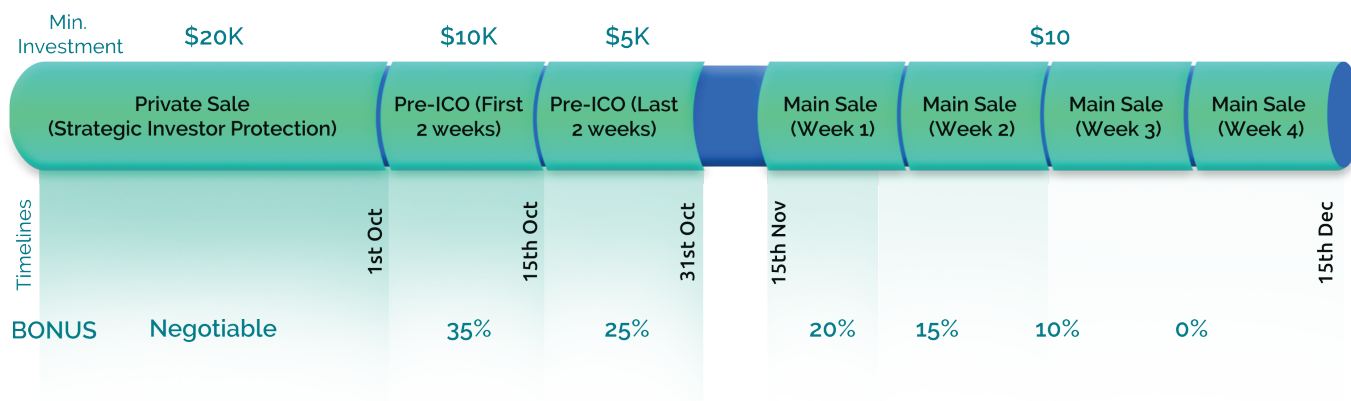 Min.
Investment
$20K
$10K
$5K
$10
Private Sale
(Strategic Investor Protection)
Pre-ICO (First
2 weeks)
Pre-ICO (Last
2 weeks)
Main Sale
(Week 1)
Main Sale
(Week 2)
Main Sale
(Week 3)
Main Sale
(Week 4)
Timelines
1st Oct
15th Oct
31st Oct
15th Nov
15th Dec
BONUS
Negotiable
35%
25%
20%
15%
10%
0%